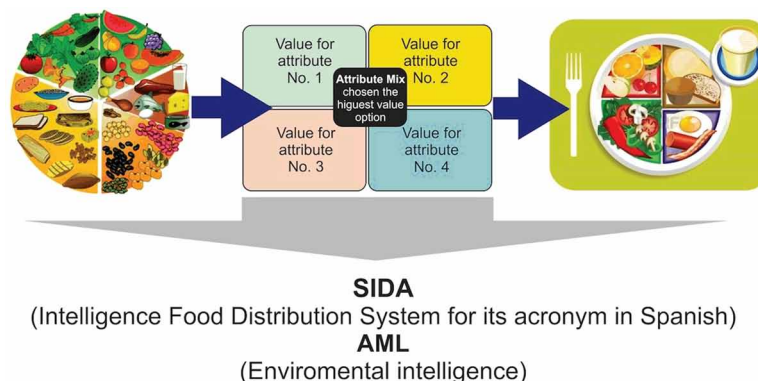 Value for
attribute
No. 1
Value for
attribute
No. 2
Attribute Mix
chosen the
higuest value
option
Value for
attribute
No. 3
Value for
attribute
No. 4
SIDA
(Intelligence Food Distribution System for its acronym in Spanish)
AML
(Enviromental intelligence)